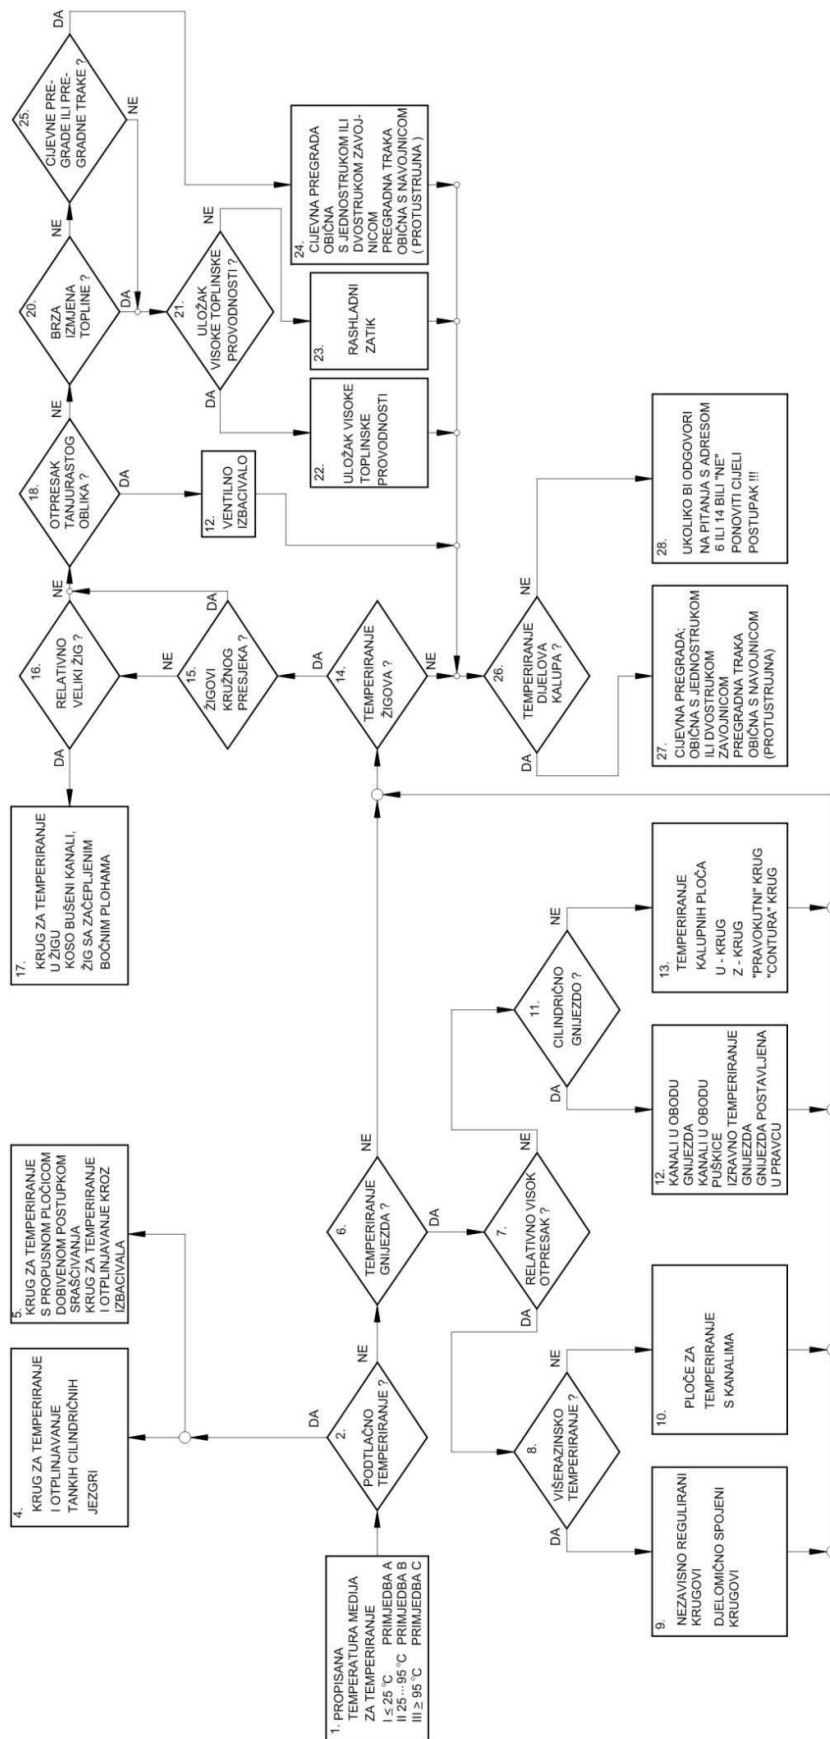 1. PROPISANA
TEMPERATURA MEDIJA
ZA TEMPERIRANJE
I ≤ 25 °C PRIMJEDBA A
II 25 ··· 95 °C PRIMJEDBA B
III ≥ 95 °C PRIMJEDBA C
2.
PODTLAČNO
TEMPERIRANJE ?
DA
NE
4.
KRUG ZA TEMPERIRANJE
I OTPLINJAVANJE
TANKIH CILINDRIČNIH
JEZGRI
5.
KRUG ZA TEMPERIRANJE
S PROPUSNOM PLOČICOM
DOBIVENOM POSTUPKOM
SRAŠĆIVANJA
KRUG ZA TEMPERIRANJE
I OTPLINJAVANJE KROZ
IZBACIVALA
6.
TEMPERIRANJE
GNIJEZDA ?
NE
DA
7.
RELATIVNO VISOK
OTPRESAK ?
DA
NE
8.
VIŠERAZINSKO
TEMPERIRANJE ?
DA
NE
9.
NEZAVISNO REGULIRANI
KRUGOVI
DJELOMIČNO SPOJENI
KRUGOVI
10.
PLOČE ZA
TEMPERIRANJE
S KANALIMA
11.
CILINDRIČNO
GNIJEZDO ?
DA
NE
12.
KANALI U OBODU
GNIJEZDA
KANALI U OBODU
PUŠKICE
IZRAVNO TEMPERIRANJE
GNIJEZDA
GNIJEZDA POSTAVLJENA
U PRAVCU
13.
TEMPERIRANJE
KALUPNIH PLOČA
U - KRUG
Z - KRUG
"PRAVOKUTNI" KRUG
"CONTURA" KRUG
14.
TEMPERIRANJE
ŽIGOVA ?
DA
NE
15.
ŽIGOVI
KRUŽNOG
PRESJEKA ?
NE
DA
16.
RELATIVNO
VELIKI ŽIG ?
DA
NE
17.
KRUG ZA TEMPERIRANJE
U ŽIGU
KOSO BUŠENI KANALI,
ŽIG SA ZAČEPLJENIM
BOČNIM PLOHAMA
18.
OTPRESAK
TANJURASTOG
OBLIKA ?
NE
DA
12.
VENTILNO
IZBACIVALO
20.
BRZA
IZMJENA
TOPLINE ?
NE
DA
21.
ULOŽAK
VISOKE TOPLINSKE
PROVODNOSTI ?
DA
NE
22.
ULOŽAK VISOKE
TOPLINSKE
PROVODNOSTI
23.
RASHLADNI
ZATIK
24.
CIJEVNA PREGRADA
OBIČNA
S JEDNOSTRUKOM ILI
DVOSTRUKOM ZAVOJ-
NICOM
PREGRADNA TRAKA
OBIČNA S NAVOJNICOM
( PROTUSTRUJNA )
25.
CIJEVNE PRE-
GRADE ILI PRE-
GRADNE TRAKE ?
DA
NE
26.
TEMPERIRANJE
DIJELOVA
KALUPA ?
DA
NE
27.
CIJEVNA PREGRADA;
OBIČNA S JEDNOSTRUKOM
ILI DVOSTRUKOM
ZAVOJNICOM
PREGRADNA TRAKA
OBIČNA S NAVOJNICOM
(PROTUSTRUJNA)
28.
UKOLIKO BI ODGOVORI
NA PITANJA S ADRESOM
6 ILI 14 BILI "NE"
PONOVITI CIJELI
POSTUPAK !!!